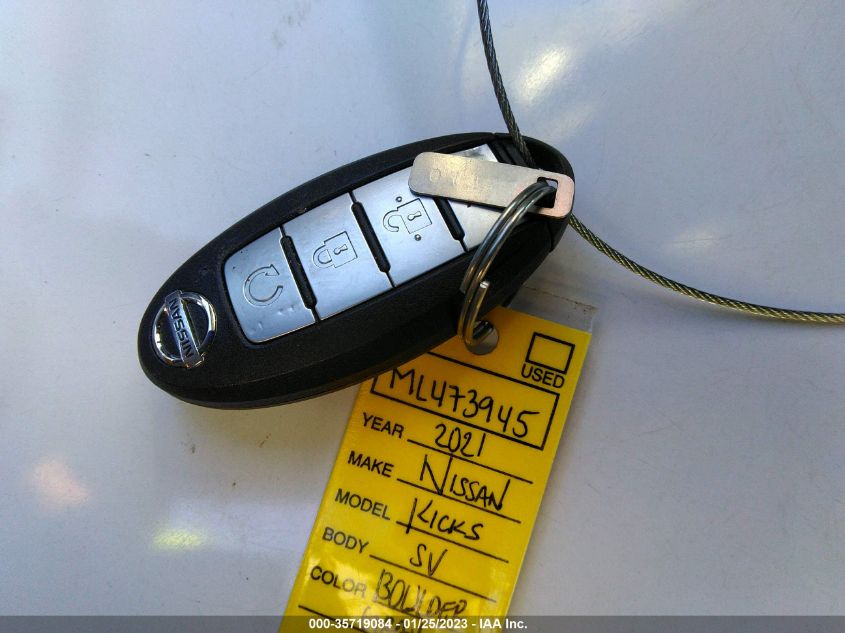 NISSAN
USED
ML473945
YEAR 2021
MAKE NISSAN
MODEL KICKS
BODY SV
COLOR BOULDER
000-35719084 - 01/25/2023 - IAA Inc.